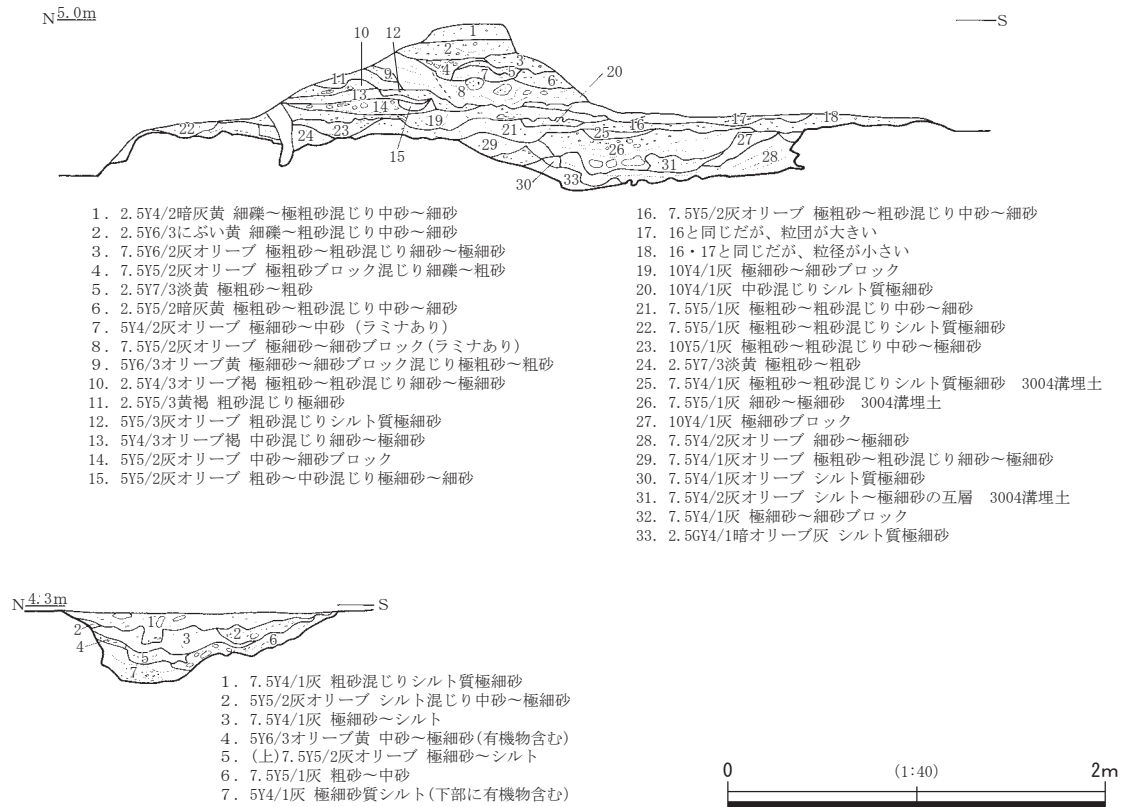 N 5.0m
S
1
10 12
2
3
11 9 4 7 5 6 20
13 8
14
22 24 23 19 21 25 16 17 18
15 29 26 27 28
30 33 31
1. 2.5Y4/2暗灰黄 細礫～極粗砂混じり中砂～細砂
2. 2.5Y6/3にぶい黄 細礫～粗砂混じり中砂～細砂
3. 7.5Y6/2灰オリーブ 極粗砂～粗砂混じり細砂～極細砂
4. 7.5Y5/2灰オリーブ 極粗砂ブロック混じり細礫～粗砂
5. 2.5Y7/3淡黄 極粗砂～粗砂
6. 2.5Y5/2暗灰黄 極粗砂～粗砂混じり中砂～細砂
7. 5Y4/2灰オリーブ 極細砂～中砂(ラミナあり)
8. 7.5Y5/2灰オリーブ 極細砂～細砂ブロック(ラミナあり)
9. 5Y6/3オリーブ黄 極細砂～細砂ブロック混じり極粗砂～粗砂
10. 2.5Y4/3オリーブ褐 極粗砂～粗砂混じり細砂～極細砂
11. 2.5Y5/3黄褐 粗砂混じり極細砂
12. 5Y5/3灰オリーブ 粗砂混じりシルト質極細砂
13. 5Y4/3オリーブ褐 中砂混じり細砂～極細砂
14. 5Y5/2灰オリーブ 中砂～細砂ブロック
15. 5Y5/2灰オリーブ 粗砂～中砂混じり極細砂～細砂
16. 7.5Y5/2灰オリーブ 極粗砂～粗砂混じり中砂～細砂
17. 16と同じだが、粒団が大きい
18. 16・17と同じだが、粒径が小さい
19. 10Y4/1灰 極細砂～細砂ブロック
20. 10Y4/1灰 中砂混じりシルト質極細砂
21. 7.5Y5/1灰 極粗砂～粗砂混じり中砂～細砂
22. 7.5Y5/1灰 極粗砂～粗砂混じりシルト質極細砂
23. 10Y5/1灰 極粗砂～粗砂混じり中砂～極細砂
24. 2.5Y7/3淡黄 極粗砂～粗砂
25. 7.5Y4/1灰 極粗砂～粗砂混じりシルト質極細砂 3004溝埋土
26. 7.5Y5/1灰 細砂～極細砂 3004溝埋土
27. 10Y4/1灰 極細砂ブロック
28. 7.5Y4/2灰オリーブ 細砂～極細砂
29. 7.5Y4/1灰オリーブ 極粗砂～粗砂混じり細砂～極細砂
30. 7.5Y4/1灰オリーブ シルト質極細砂
31. 7.5Y4/2灰オリーブ シルト～極細砂の互層 3004溝埋土
32. 7.5Y4/1灰 極細砂～細砂ブロック
33. 2.5GY4/1暗オリーブ灰 シルト質極細砂
N 4.3m
S
1
2 3 2 6
4 5
7
1. 7.5Y4/1灰 粗砂混じりシルト質極細砂
2. 5Y5/2灰オリーブ シルト混じり中砂～極細砂
3. 7.5Y4/1灰 極細砂～シルト
4. 5Y6/3オリーブ黄 中砂～極細砂(有機物含む)
5. (上)7.5Y5/2灰オリーブ 極細砂～シルト
6. 7.5Y5/1灰 粗砂～中砂
7. 5Y4/1灰 極細砂質シルト(下部に有機物含む)
0 (1:40) 2m